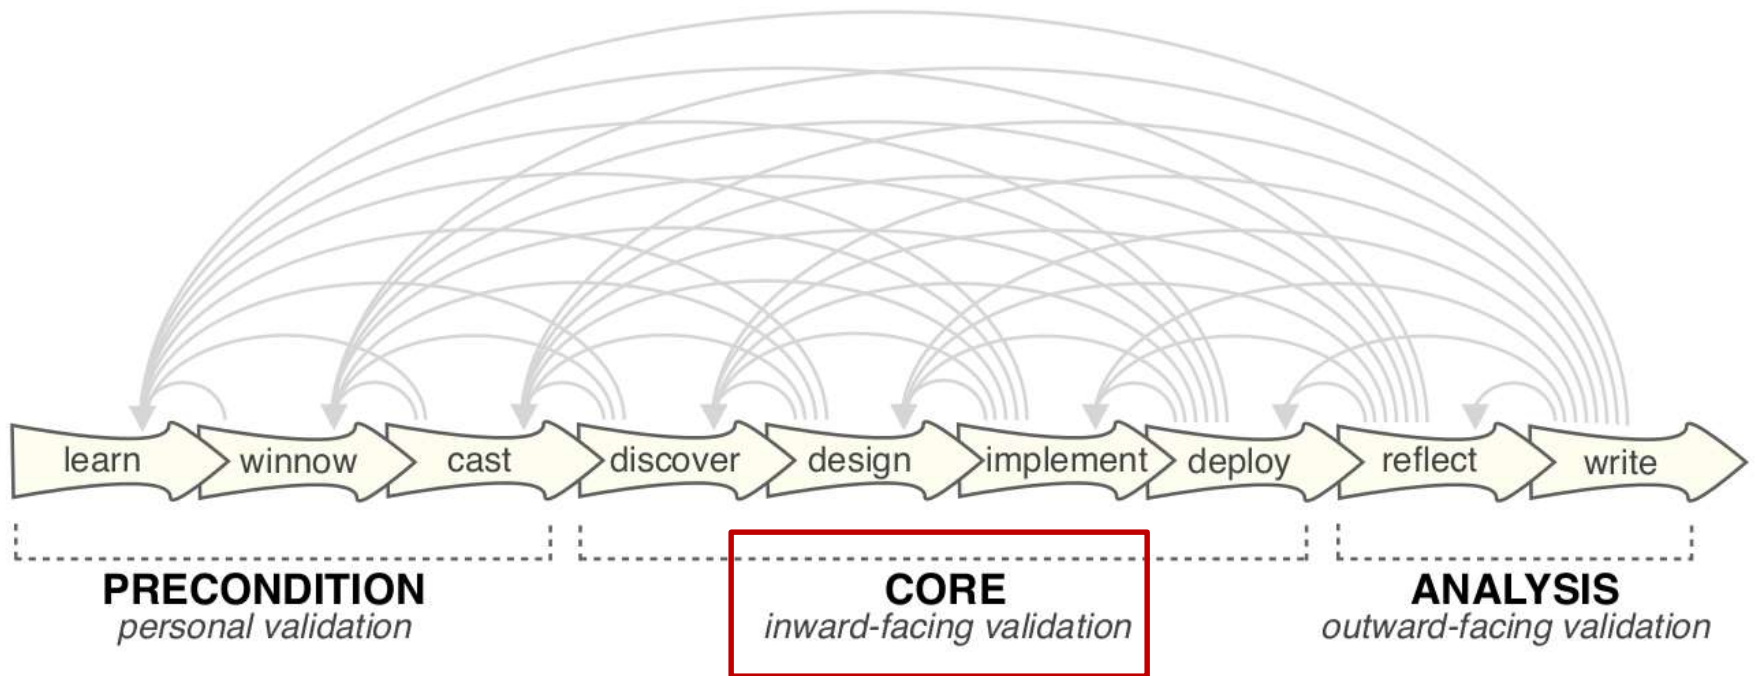 learn
winnow
cast
discover
design
implement
deploy
reflect
write
PRECONDITION
personal validation
CORE
inward-facing validation
ANALYSIS
outward-facing validation